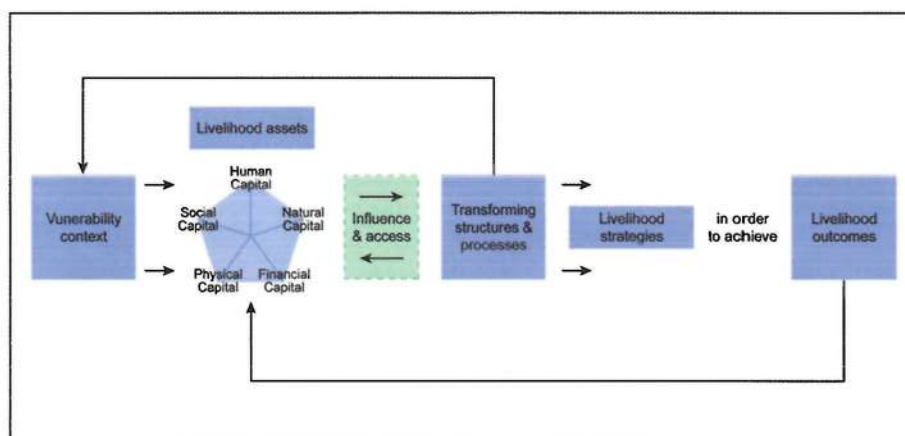 Livelihood assets
Vunerability
context
Human
Capital
Social
Capital
Natural
Capital
Physical
Capital
Financial
Capital
Influence
& access
Transforming
structures &
processes
Livelihood
strategies
in order
to achieve
Livelihood
outcomes